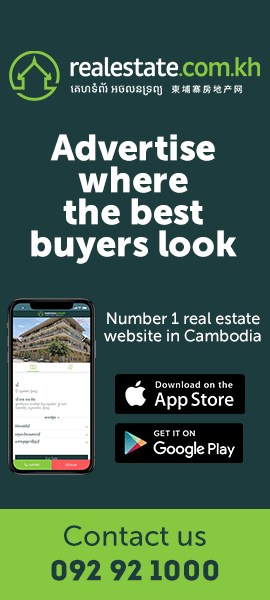 realestate.com.kh
គេហទំព័រ អចលនទ្រព្យ 柬埔寨房地产网
Advertise
where
the best
buyers look
Number 1 real estate
website in Cambodia
Download on the
App Store
GET IT ON
Google Play
Contact us
092 92 1000